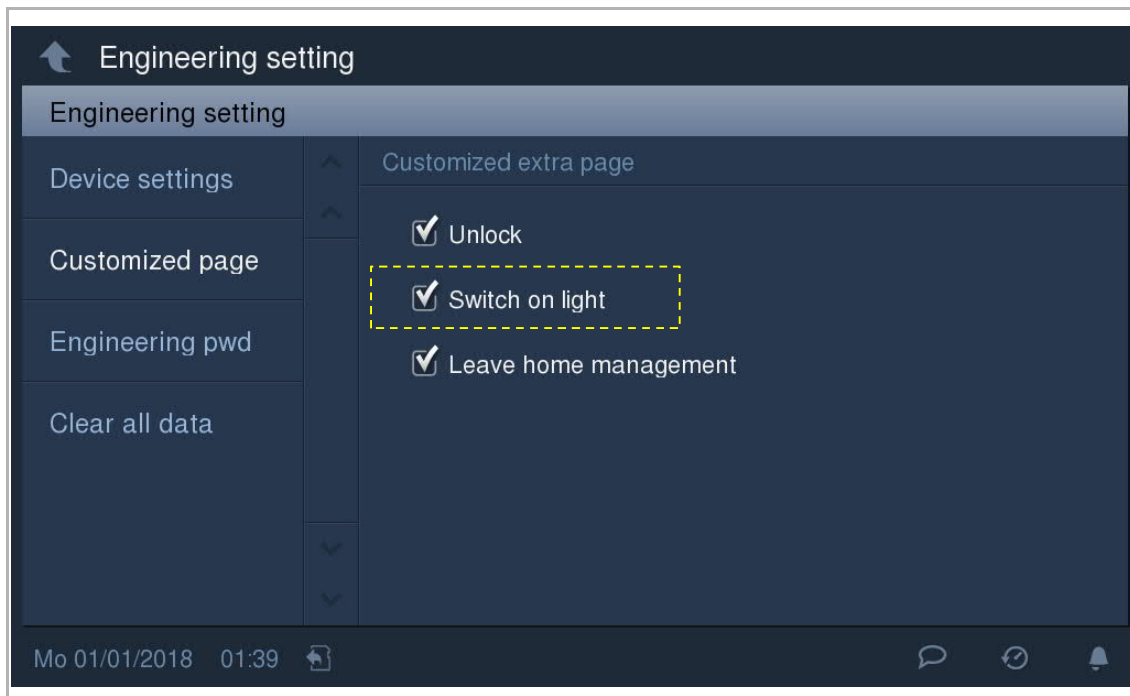 Engineering setting
Engineering setting
Device settings
Customized page
Engineering pwd
Clear all data
Customized extra page
Unlock
Switch on light
Leave home management
Mo 01/01/2018 01:39